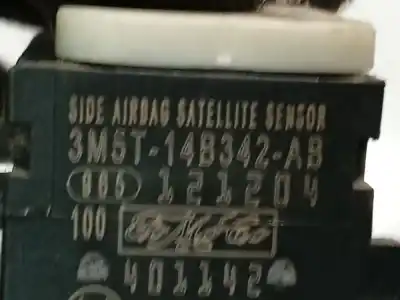 SIDE AIRBAG SATELLITE SENSOR
3M5T-14B342-AB
006 121204
100
401142